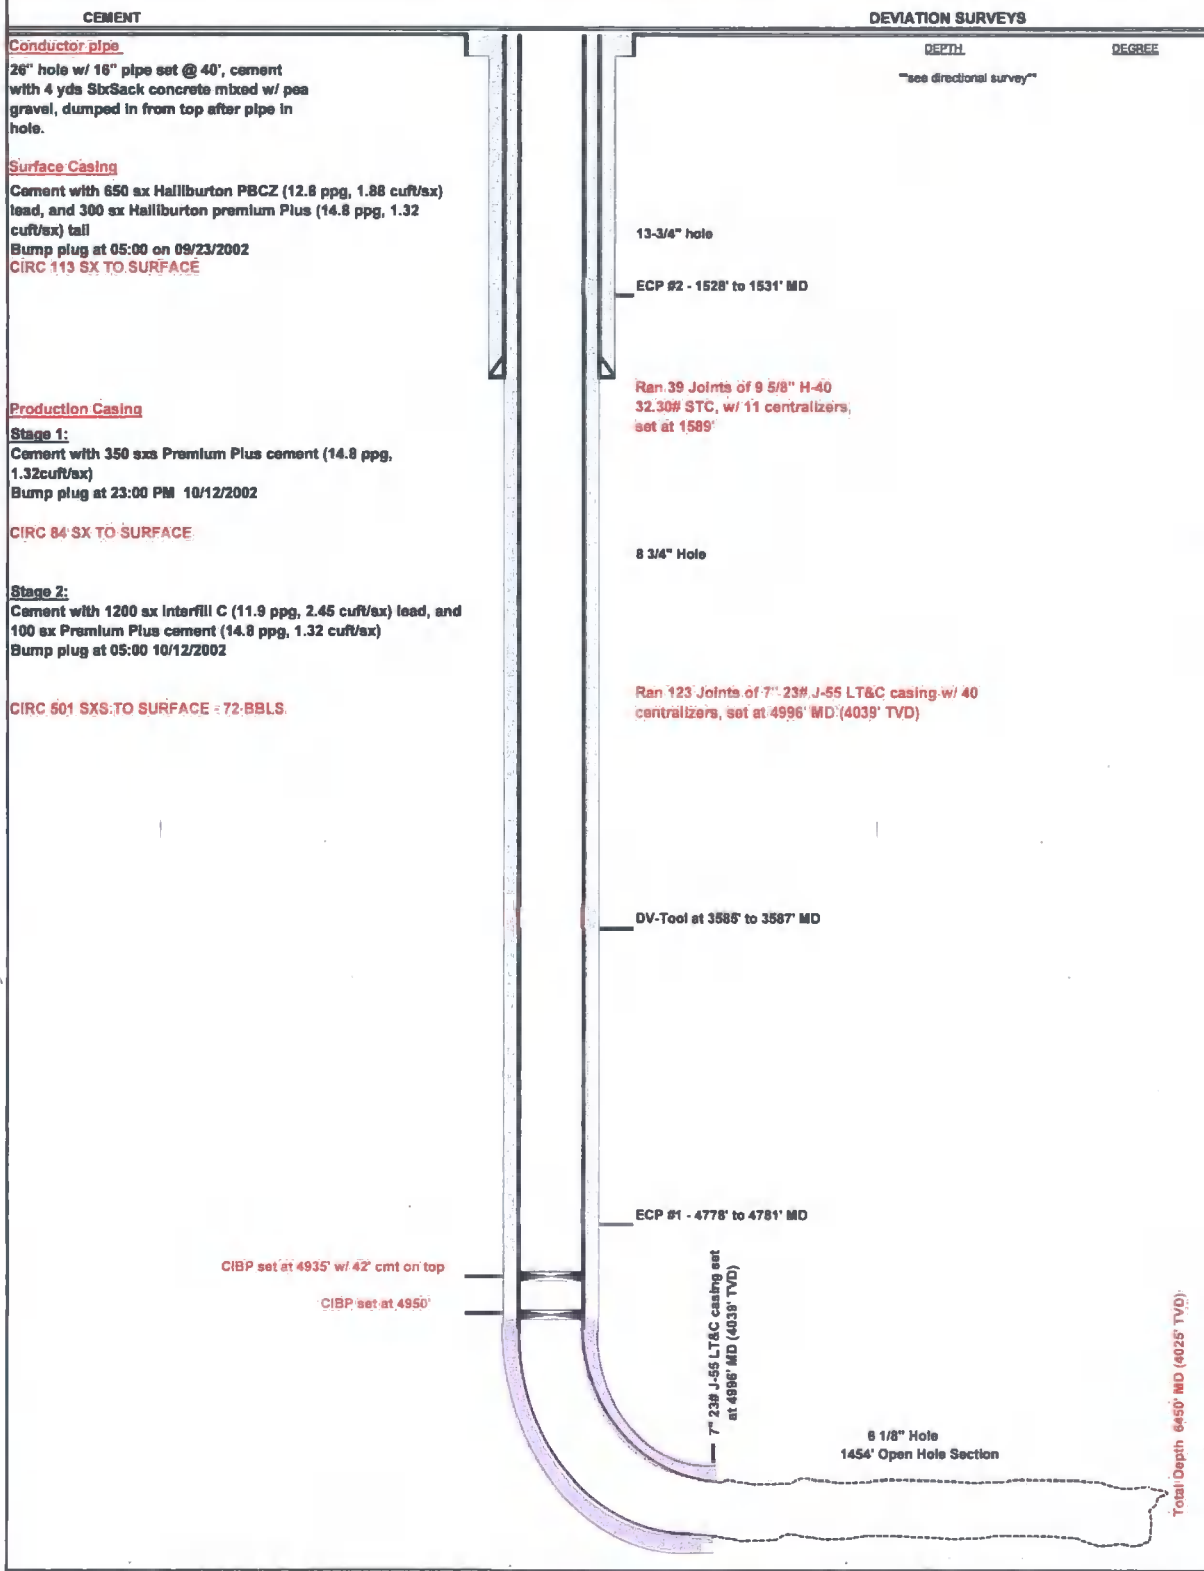 CEMENT
DEVIATION SURVEYS
Conductor pipe
26" hole w/ 16" pipe set @ 40', cement
with 4 yds SixSack concrete mixed w/ pea
gravel, dumped in from top after pipe in
hole.
DEPTH
DEGREE
**see directional survey**
Surface Casing
Cement with 650 sx Halliburton PBCZ (12.8 ppg, 1.88 cuft/sx)
lead, and 300 sx Halliburton premium Plus (14.8 ppg, 1.32
cuft/sx) tail
Bump plug at 05:00 on 09/23/2002
CIRC 113 SX TO SURFACE
13-3/4" hole
ECP #2 - 1528' to 1531' MD
Ran 39 Joints of 9 5/8" H-40
32.30# STC, w/ 11 centralizers,
set at 1589'
Production Casing
Stage 1:
Cement with 350 sxs Premium Plus cement (14.8 ppg,
1.32cuft/sx)
Bump plug at 23:00 PM 10/12/2002
CIRC 84 SX TO SURFACE
8 3/4" Hole
Stage 2:
Cement with 1200 sx Interfill C (11.9 ppg, 2.45 cuft/sx) lead, and
100 sx Premium Plus cement (14.8 ppg, 1.32 cuft/sx)
Bump plug at 05:00 10/12/2002
CIRC 501 SXS TO SURFACE - 72 BBLS.
Ran 123 Joints of 7" 23# J-55 LT&C casing w/ 40
centralizers, set at 4996' MD (4039' TVD)
DV-Tool at 3585' to 3587' MD
ECP #1 - 4778' to 4781' MD
CIBP set at 4935' w/ 42' cmt on top
CIBP set at 4950'
7" 23# J-55 LT&C casing set
at 4996' MD (4039' TVD)
6 1/8" Hole
1454' Open Hole Section
Total Depth 6450' MD (4025' TVD)